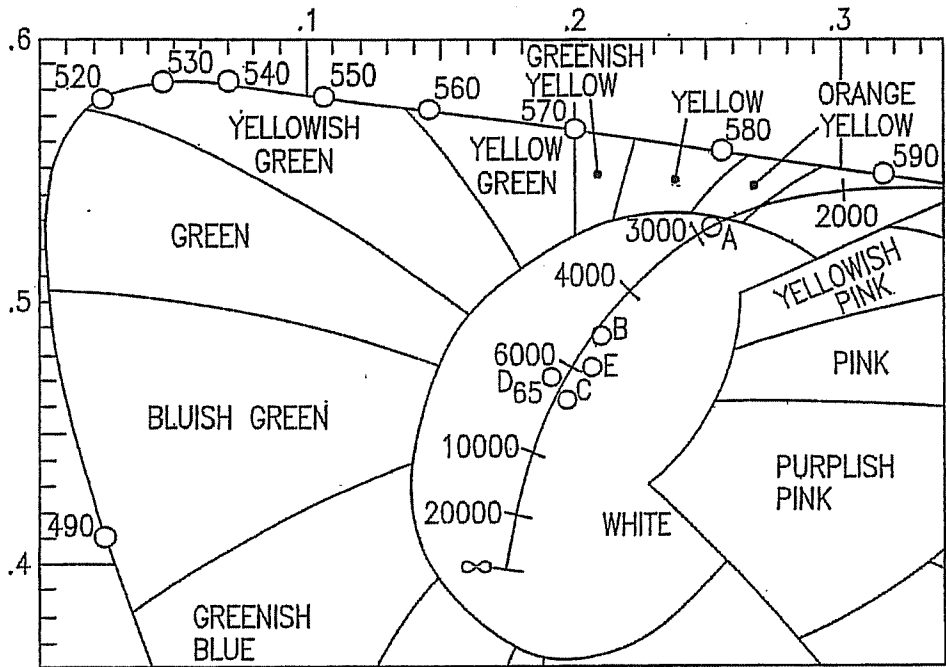 .1
.2
.3
.6
520
530
540
550
560
570
580
590
GREENISH
YELLOW
YELLOW
ORANGE
YELLOW
YELLOWISH
GREEN
YELLOW
GREEN
GREEN
3000
A
2000
4000
YELLOWISH
PINK
.5
B
6000
E
D65
C
PINK
BLUISH GREEN
10000
PURPLISH
PINK
20000
WHITE
490
.4
∞
GREENISH
BLUE